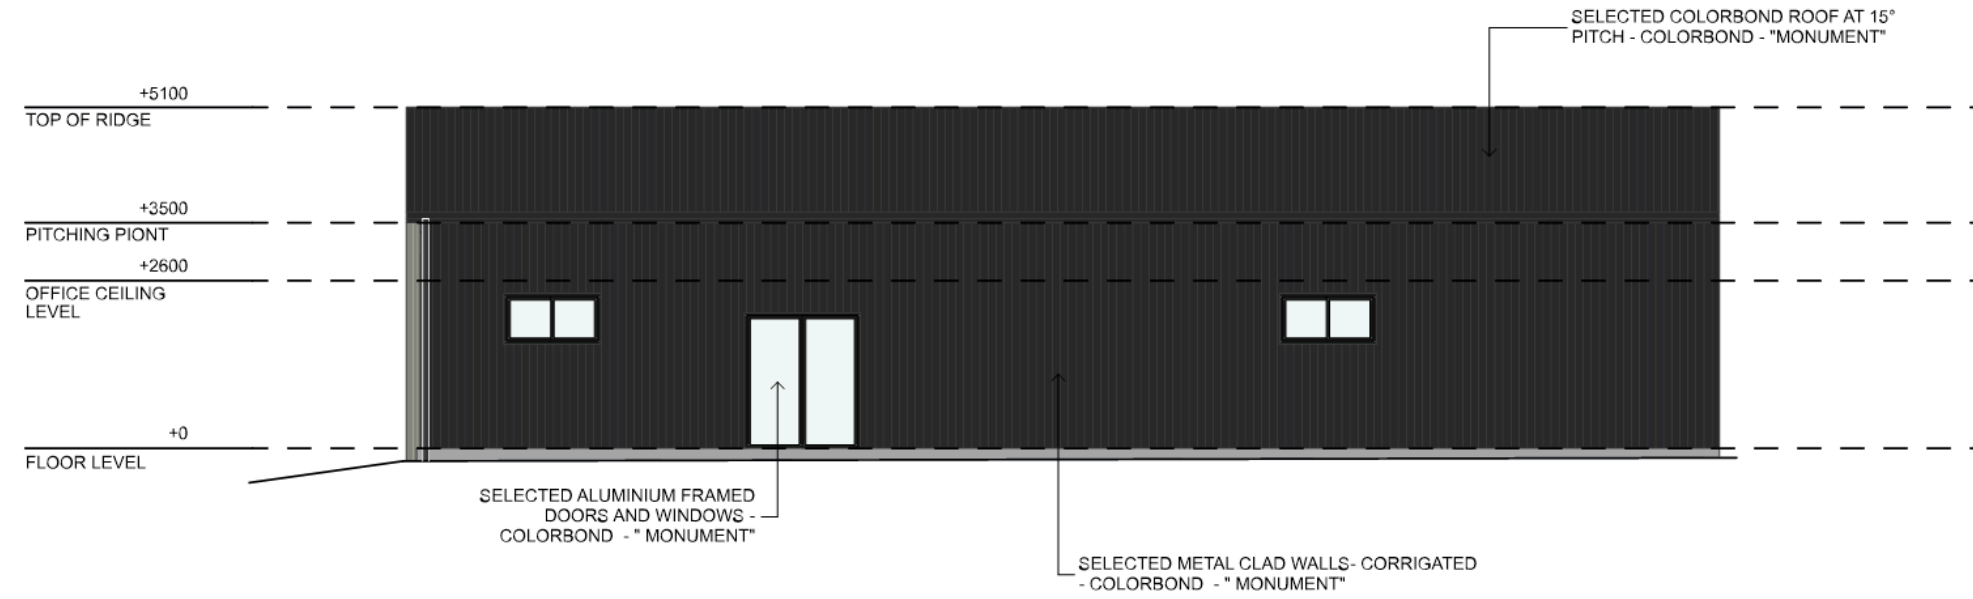 SELECTED COLORBOND ROOF AT 15°
PITCH - COLORBOND - "MONUMENT"
+5100
TOP OF RIDGE
+3500
PITCHING PIONT
+2600
OFFICE CEILING
LEVEL
+0
FLOOR LEVEL
SELECTED ALUMINIUM FRAMED
DOORS AND WINDOWS -
COLORBOND - " MONUMENT"
SELECTED METAL CLAD WALLS- CORRIGATED
- COLORBOND - " MONUMENT"